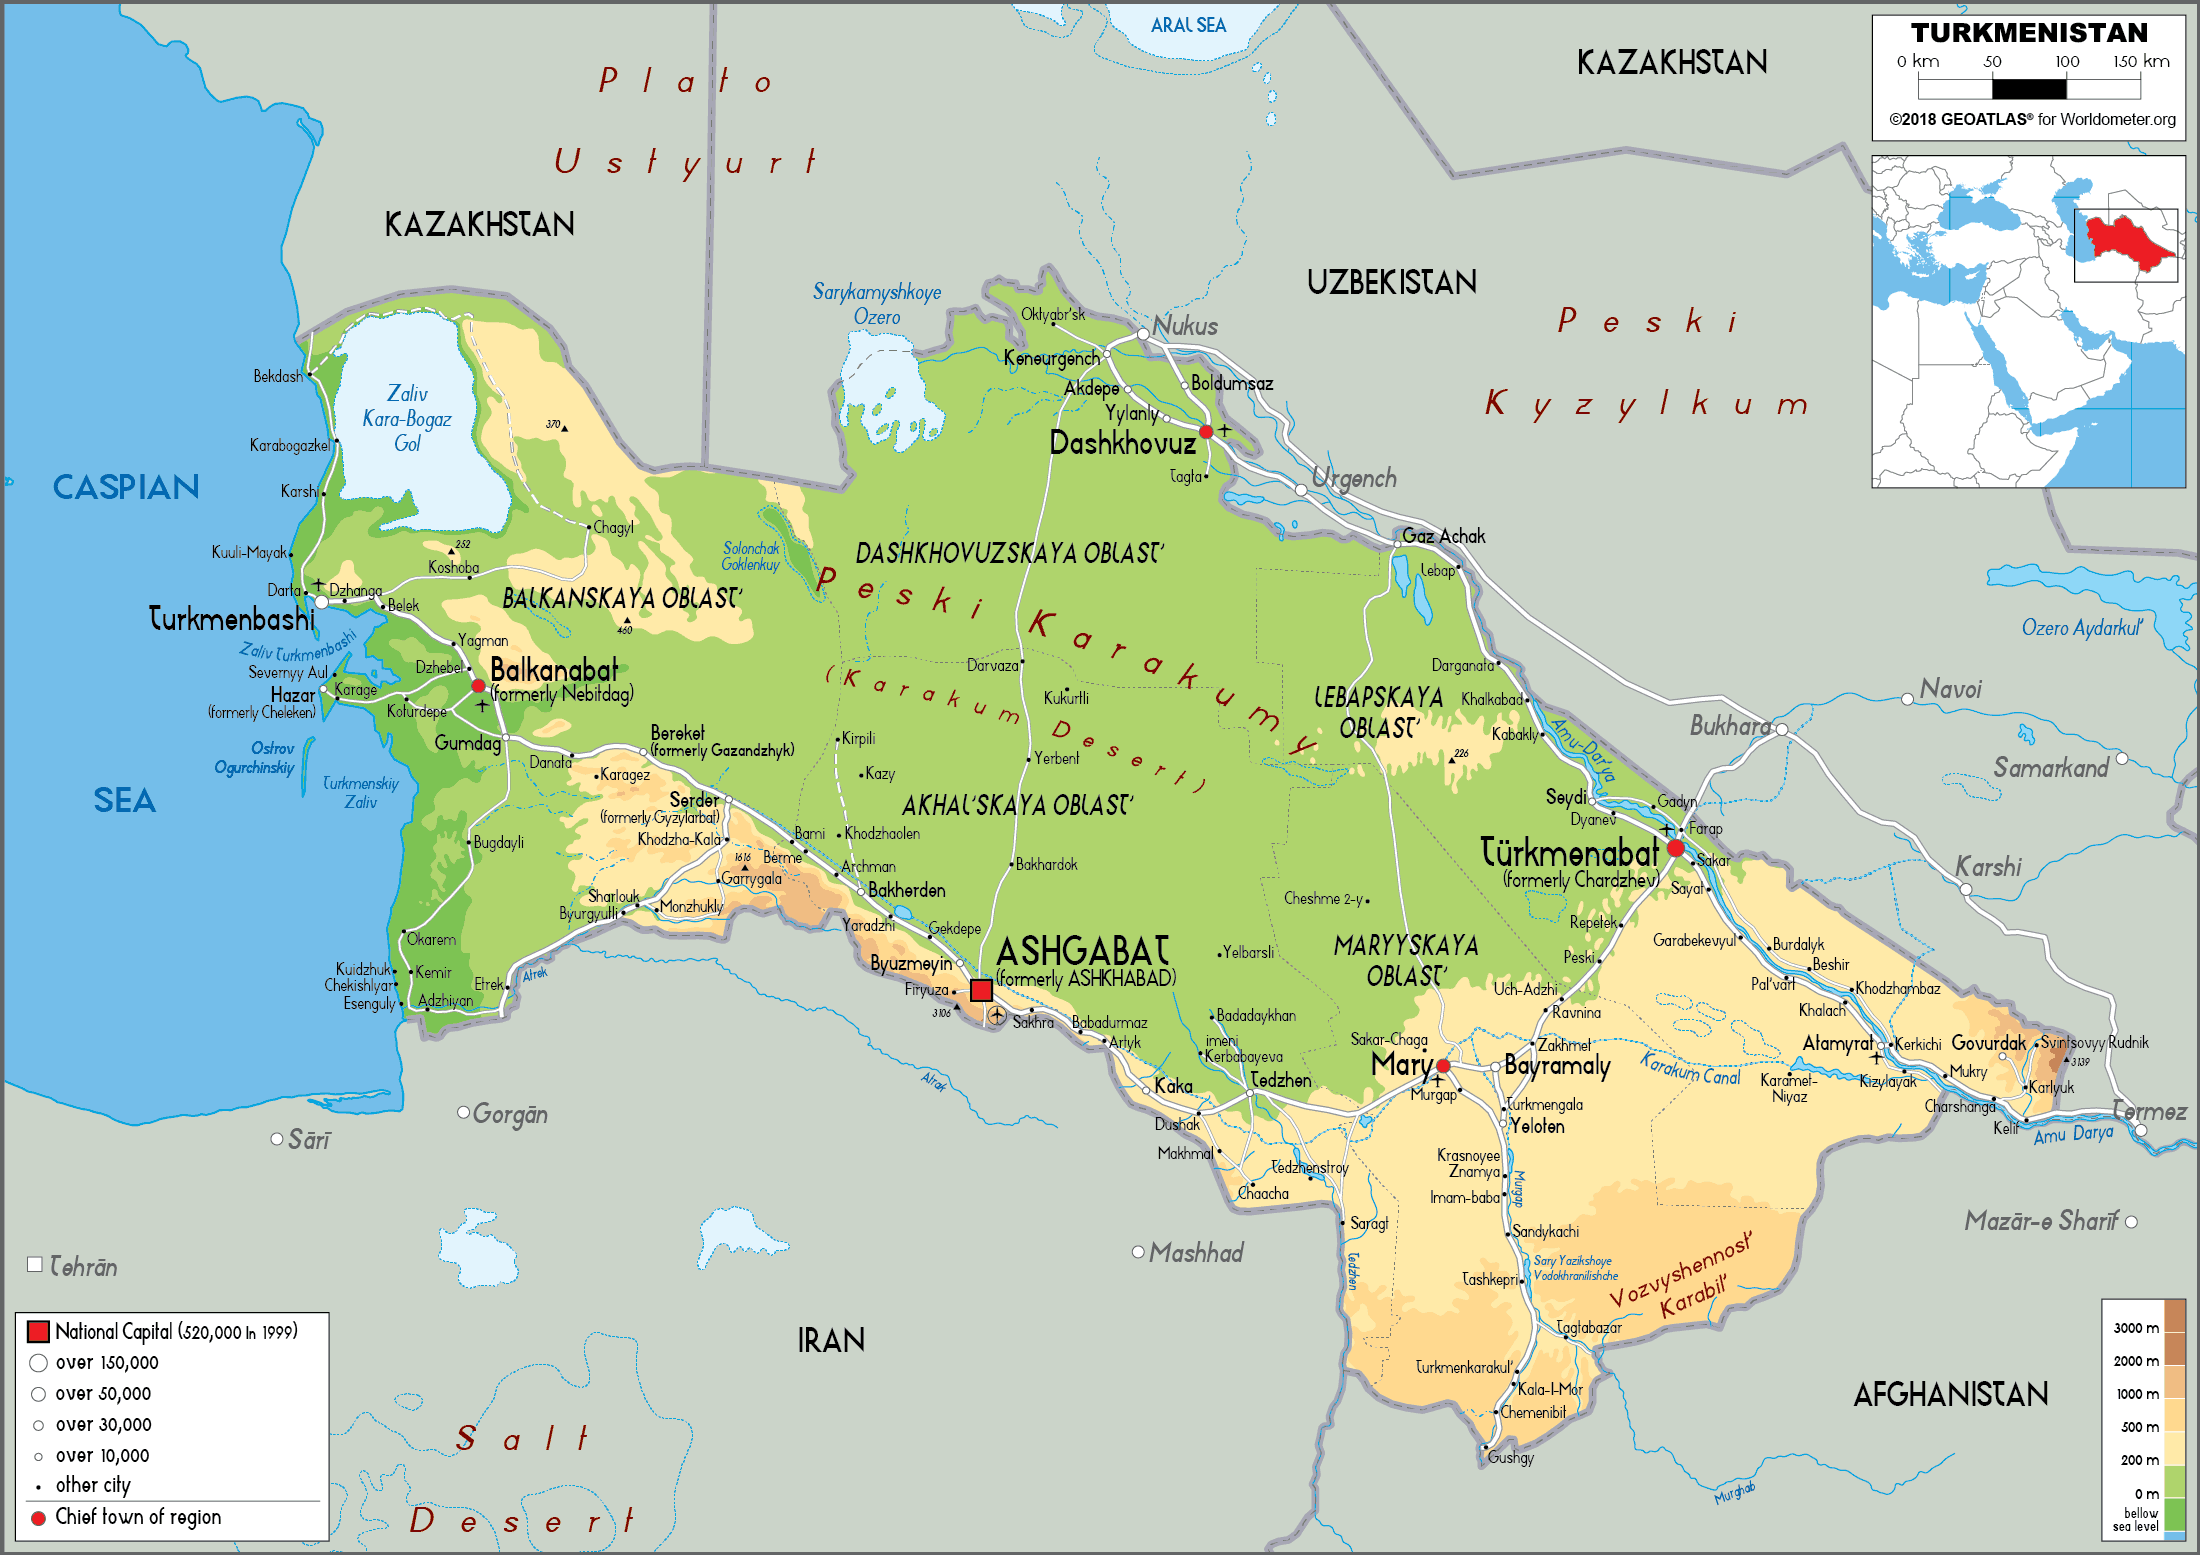 TURKMENISTAN
0 km 50 100 150 km
©2018 GEOATLAS® for Worldometer.org
ARAL SEA
KAZAKHSTAN
Plato
Ustyurt
KAZAKHSTAN
UZBEKISTAN
Sarykamyshkoye
Ozero
Peski
Kyzylkum
Oktyabr'sk
Nukus
Keneurgench
Akdepe
Boldumsaz
Yylanly
Dashkhovuz
Tagta
Urgench
Gaz Achak
Lebap
Bekdash
Zaliv
Kara-Bogaz
Gol
370
Karabogazkel
Karshi
CASPIAN
SEA
Chagyl
Kuuli-Mayak
252
Koshoba
Solonchak
Goklenkuy
DASHKHOVUZSKAYA OBLAST'
Peski Karakumy
(Karakum Desert)
Darta
Dzhanga
Belek
Turkmenbashi
BALKANSKAYA OBLAST'
460
Zaliv Turkmenbashi
Yagman
Severnyy Aul
Dzhebel
Balkanabat
(formerly Nebitdag)
Hazar
(formerly Cheleken)
Karage
Koturdepe
Gumdag
Ostrov
Ogurchinskiy
Turkmenskiy
Zaliv
Darvaza
Kukurtli
Darganata
LEBAPSKAYA
OBLAST'
Khalkabad
Kabakly
Amu-Dar'ya
226
Ozero Aydarkul'
Navoi
Bukhara
Samarkand
Bereket
(formerly Gazandzhyk)
Danata
Karagez
Kirpili
Kazy
Yerbent
Serder
(formerly Gyzylarbat)
AKHAL'SKAYA OBLAST'
Seydi
Dyanev
Gadyn
Farap
Khodzha-Kala
Bami
Khodzhaolen
Berme
1616
Garrygala
Archman
Bakherden
Bakhardok
Bugdayli
Türkmenabat
(formerly Chardzhev)
Sakar
Sayat
Karshi
Cheshme 2-y
Repetek
Sharlouk
Byurgyutli
Monzhukly
Yaradzhi
Gekdepe
Okarem
ASHGABAT
(formerly ASHKHABAD)
Yelbarsli
MARYYSKAYA
OBLAST'
Peski
Garabekevyul
Burdalyk
Beshir
Byuzmeyin
Kuidzhuk
Kemir
Chekishlyar
Esenguly
Adzhiyan
Etrek
Atrek
Firyuza
3106
Sakhra
Babadurmaz
Artyk
Badadaykhan
imeni
Kerbabayeva
Uch-Adzhi
Ravnina
Pal'vart
Khodzhambaz
Khalach
Sakar-Chaga
Mary
Zakhmet
Bayramaly
Karakum Canal
Atamyrat
Kerkichi
Govurdak
Svintsovyy Rudnik
3139
Karamet-
Niyaz
Kizylayak
Mukry
Karlyuk
Charshanga
Kelif
Termez
Amu Darya
Kaka
Tedzhen
Murgap
Turkmengala
Yeloten
Atrek
Gorgān
Sārī
Dushak
Makhmal
Tedzhenstroy
Chaacha
Krasnoyee
Znamya
Imam-baba
Murgap
Saragt
Sandykachi
Tedzhen
Sary Yazikshoye
Vodokhranilishche
Tashkepri
Vozvyshennost'
Karabil'
Mazār-e Sharīf
Mashhad
Tehrān
IRAN
Tagtabazar
Turkmenkarakul'
Kala-I-Mor
Chemenibit
Gushgy
AFGHANISTAN
Murghab
Salt
Desert
National Capital (520,000 In 1999)
over 150,000
over 50,000
over 30,000
over 10,000
other city
Chief town of region
3000 m
2000 m
1000 m
500 m
200 m
0 m
bellow
sea level